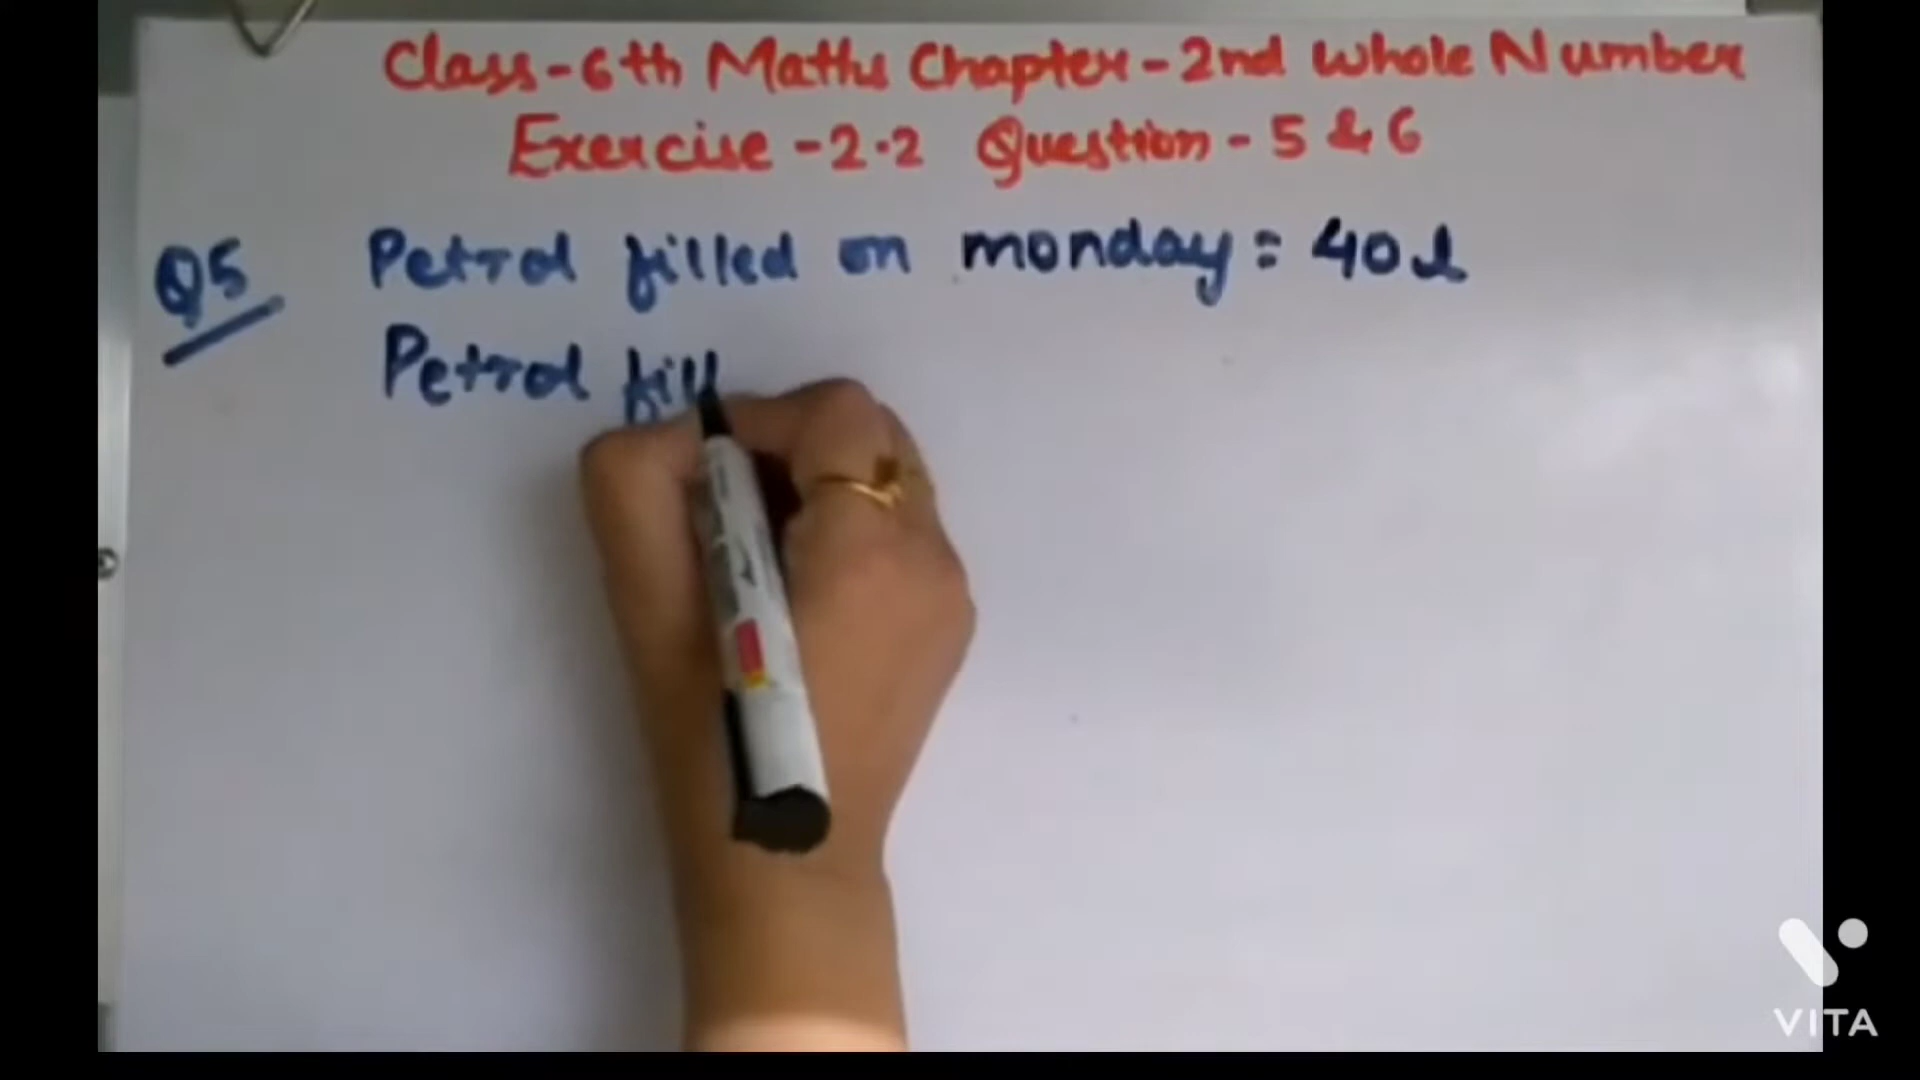 Class-6th Maths Chapter-2nd Whole Number
Exercise-2.2 Question-5 & 6
Q5 Petrol filled on monday = 40l
Petrol fill
VITA